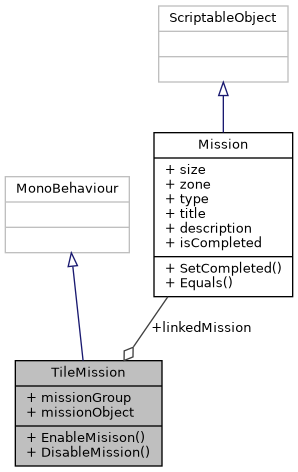 ScriptableObject
Mission
+ size
+ zone
+ type
+ title
+ description
+ isCompleted
+ SetCompleted()
+ Equals()
MonoBehaviour
+linkedMission
TileMission
+ missionGroup
+ missionObject
+ EnableMisison()
+ DisableMission()